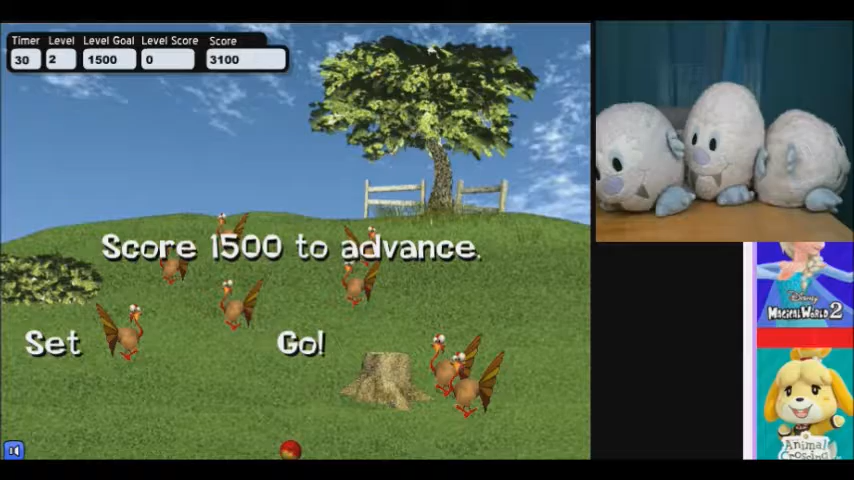 Timer Level Level Goal Level Score Score
30 2 1500 0 3100
Score 1500 to advance.
Set Go!
Disney
MAGICAL WORLD 2
Animal
Crossing